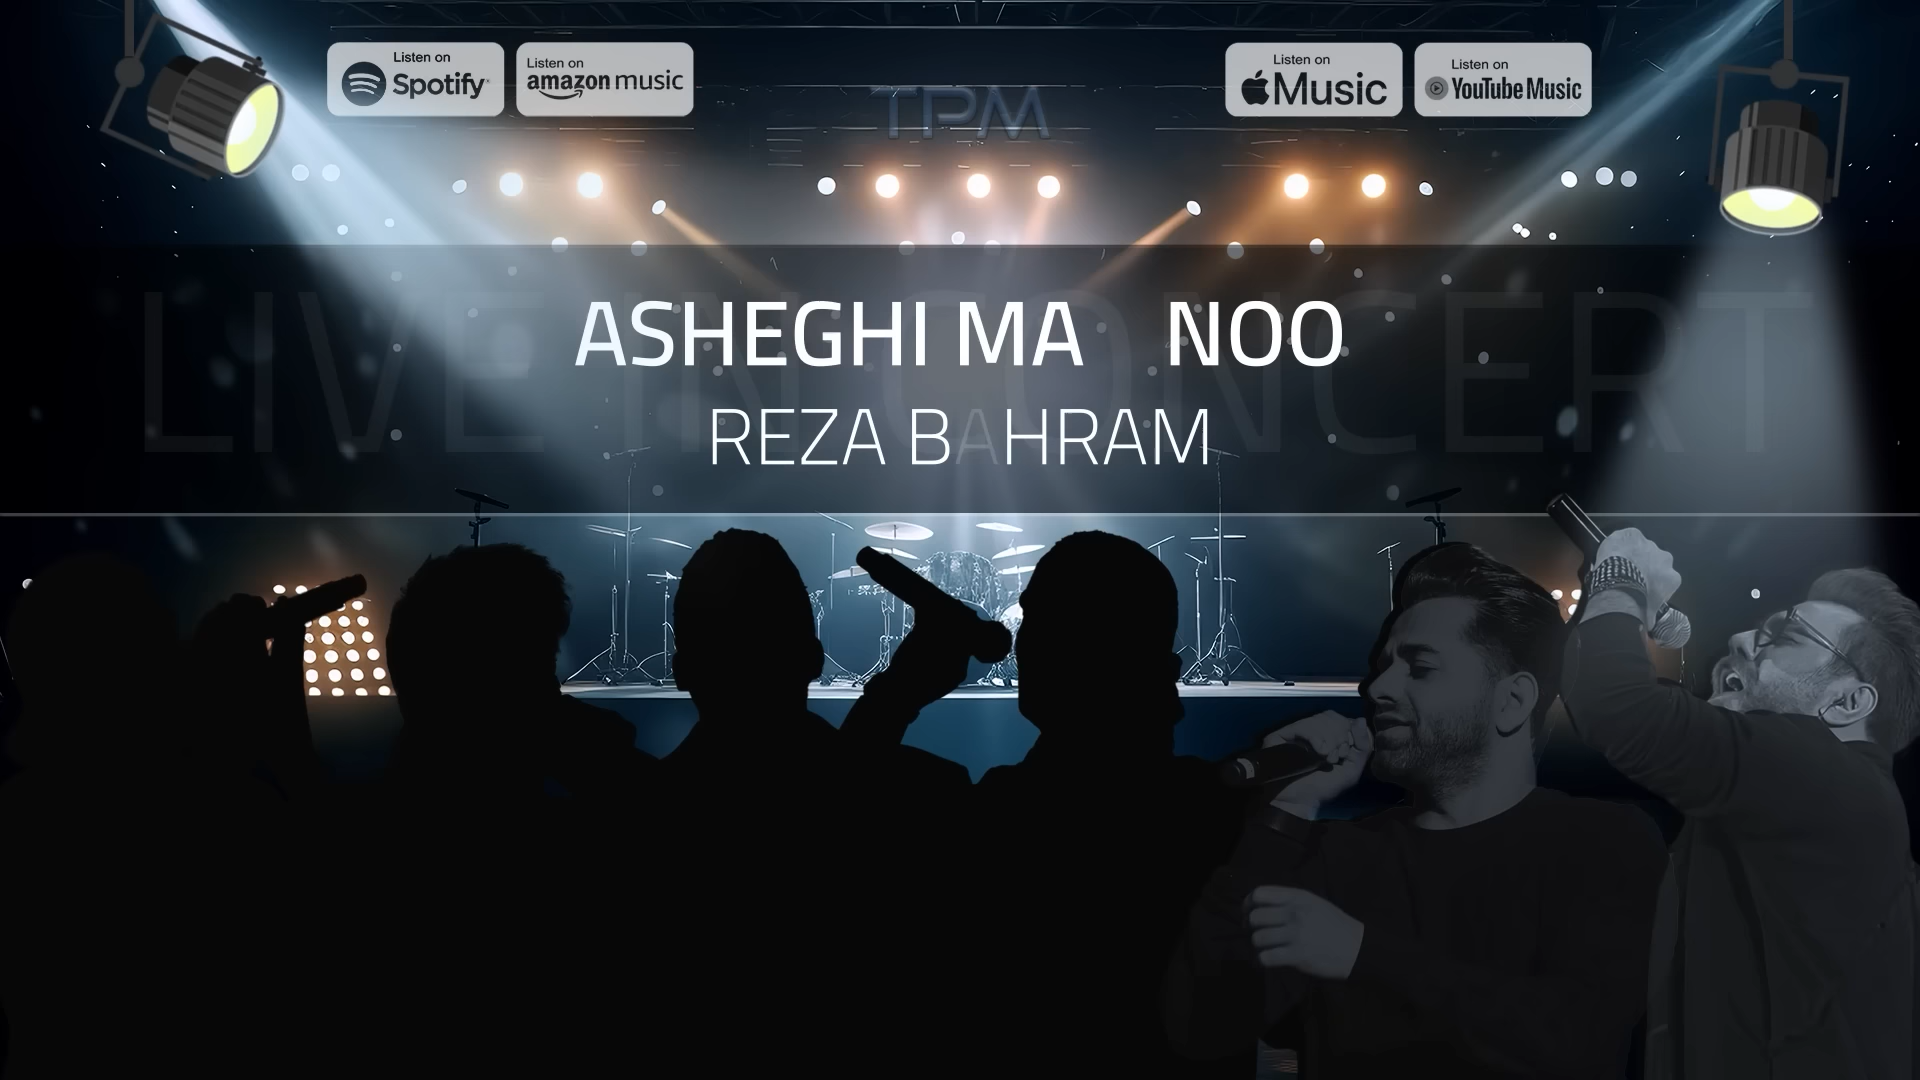 Listen on
Spotify
Listen on
amazon music
TPM
Listen on
Music
Listen on
YouTube Music
LIVE IN CONCERT
ASHEGHI MA NOO
REZA BAHRAM